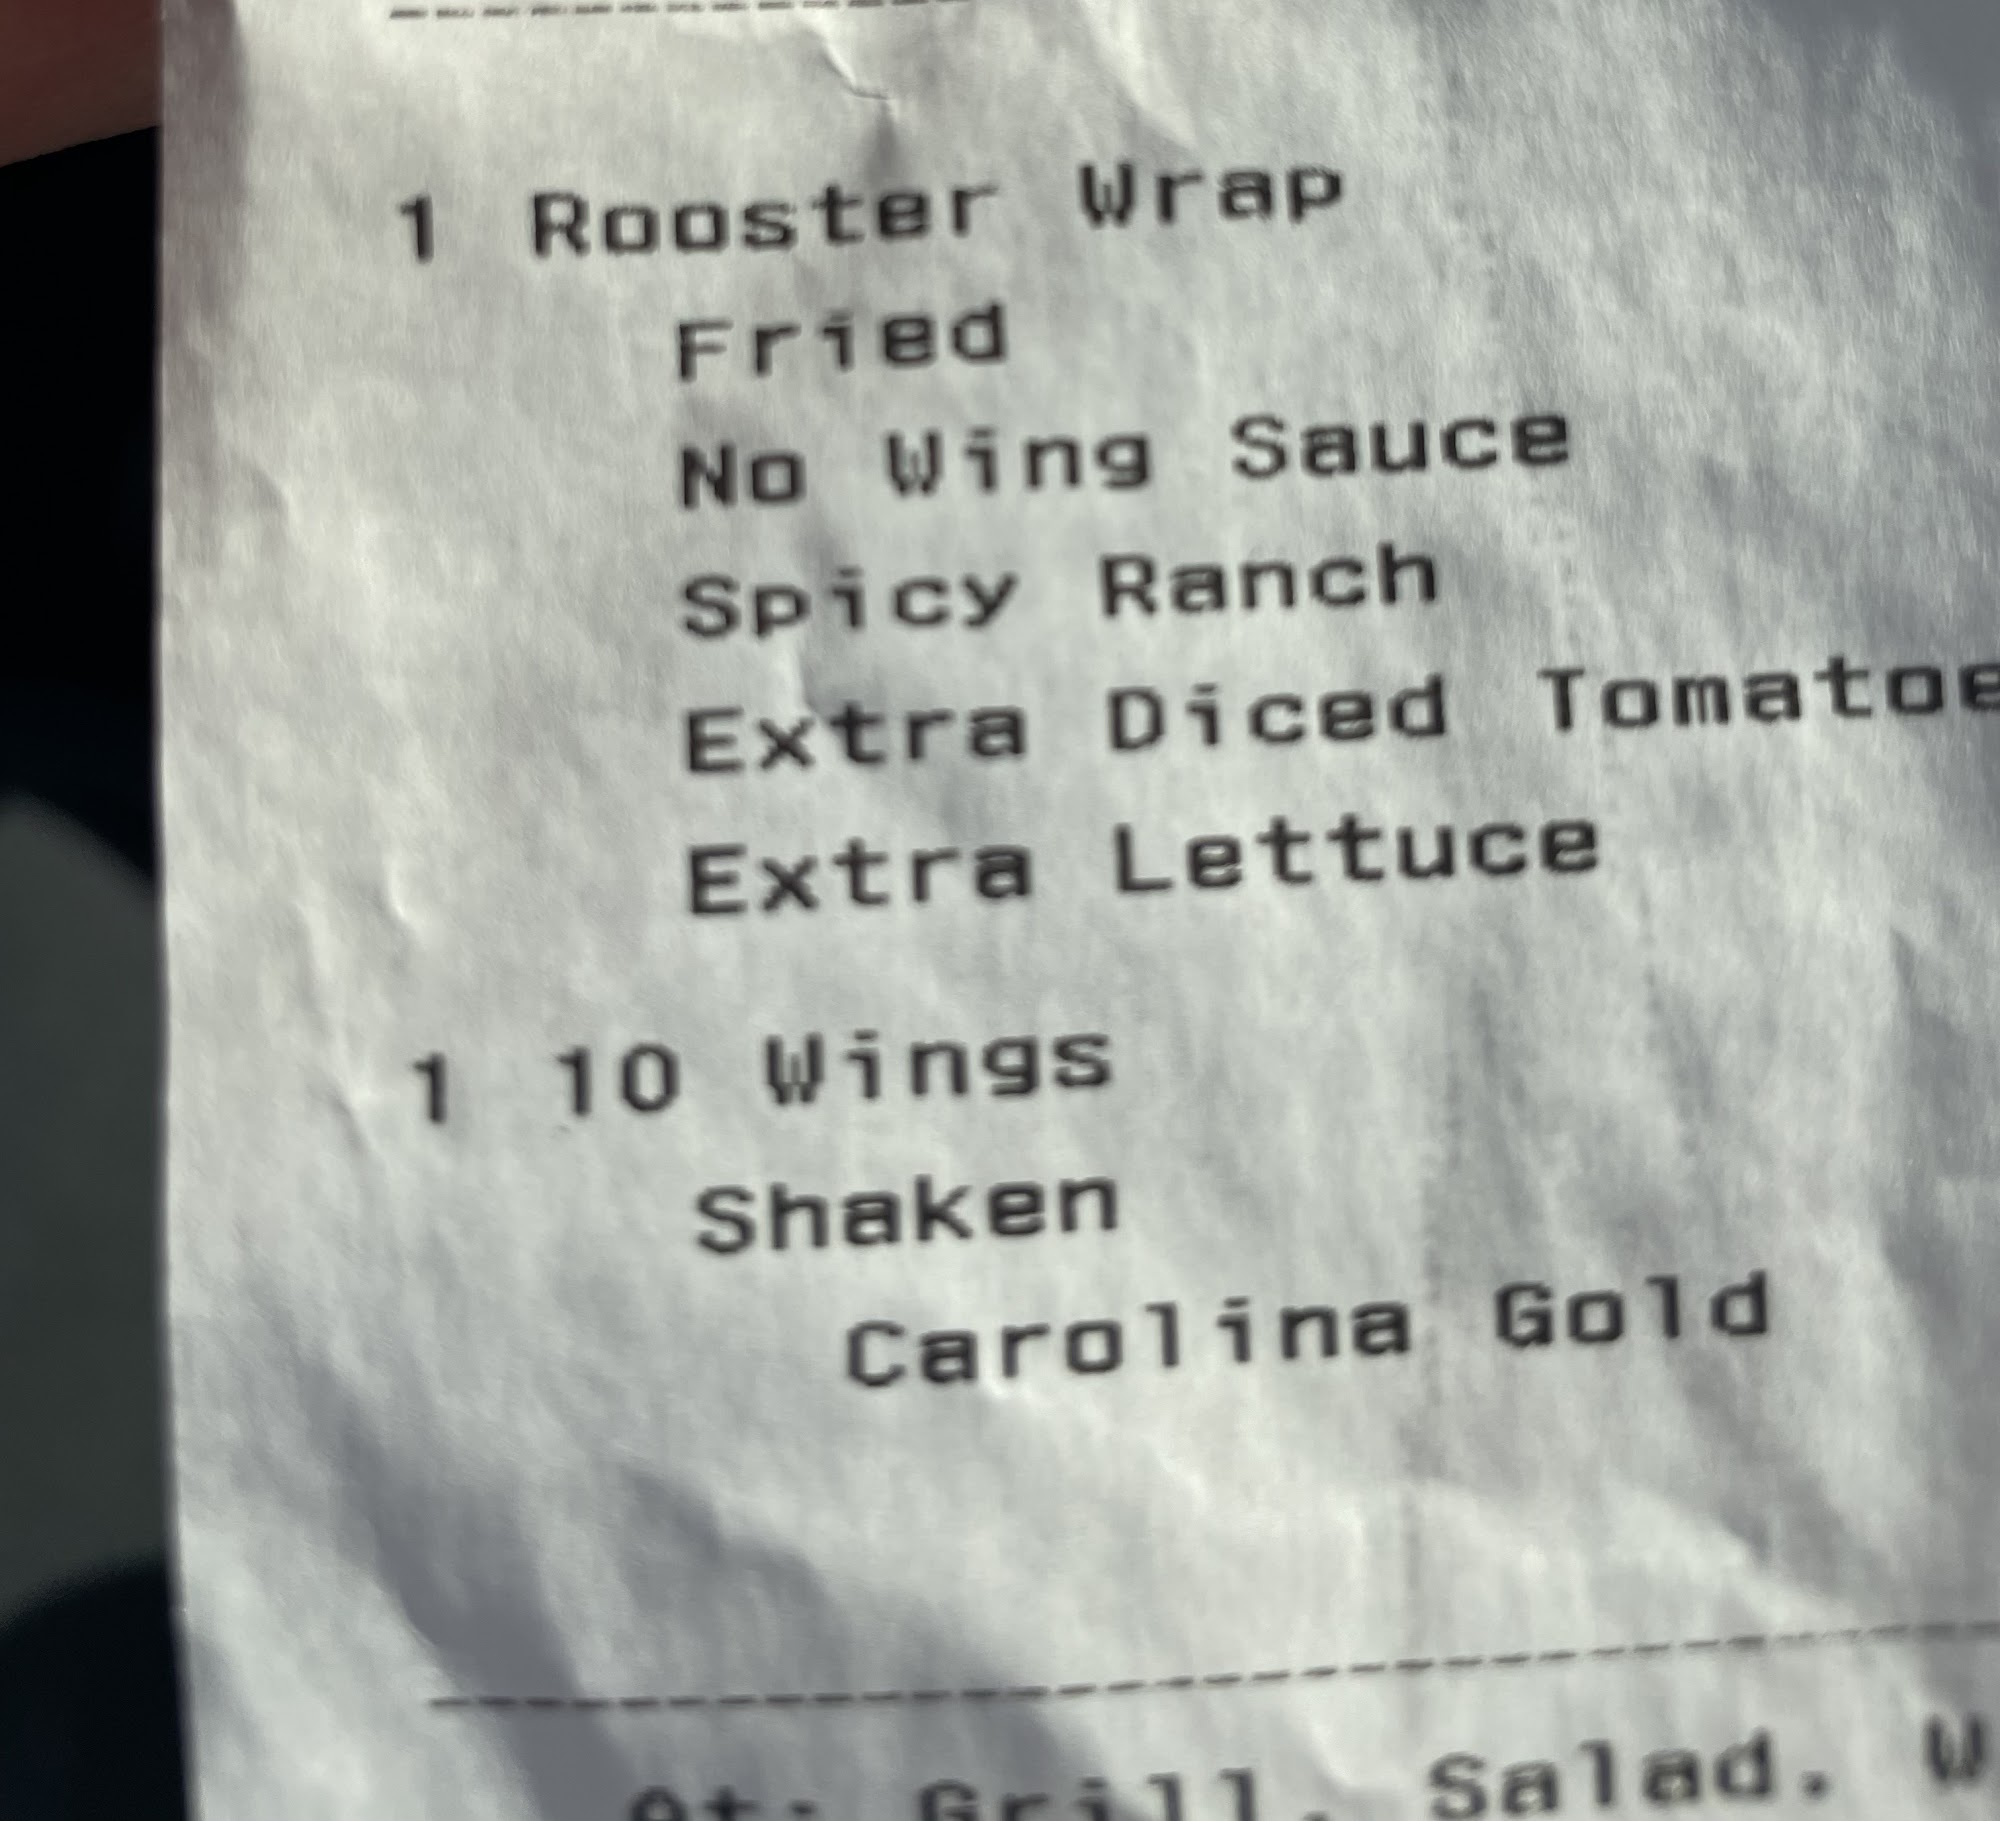 1 Rooster Wrap
Fried
No Wing Sauce
Spicy Ranch
Extra Diced Tomatoe
Extra Lettuce
1 10 Wings
Shaken
Carolina Gold
Grill, Salad, W